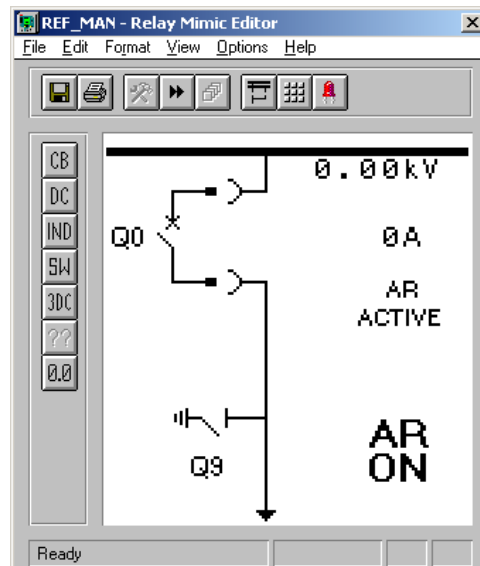 REF_MAN - Relay Mimic Editor
File Edit Format View Options Help
CB
DC
IND
SW
3DC
??
0.0
0.00kV
Q0
0A
AR
ACTIVE
Q9
AR
ON
Ready